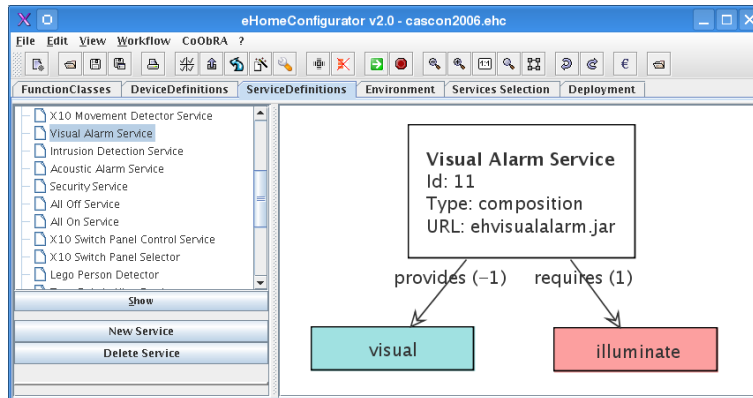 eHomeConfigurator v2.0 - cascon2006.ehc
File Edit View Workflow CoObRA ?
1:1 €
FunctionClasses DeviceDefinitions ServiceDefinitions Environment Services Selection Deployment
X10 Movement Detector Service
Visual Alarm Service
Intrusion Detection Service
Acoustic Alarm Service
Security Service
All Off Service
All On Service
X10 Switch Panel Control Service
X10 Switch Panel Selector
Lego Person Detector
Show
New Service
Delete Service
Visual Alarm Service
Id: 11
Type: composition
URL: ehvisualalarm.jar
provides (−1) requires (1)
visual illuminate